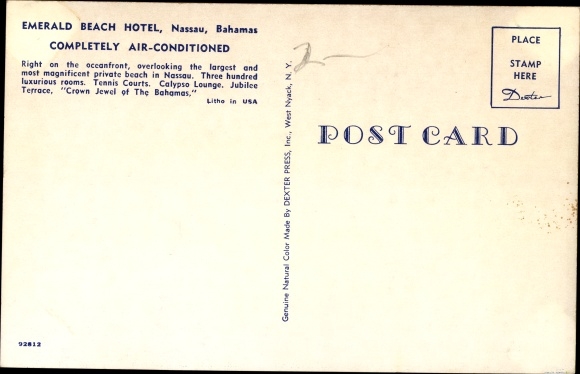 EMERALD BEACH HOTEL, Nassau, Bahamas
COMPLETELY AIR-CONDITIONED
Right on the oceanfront, overlooking the largest and
most magnificent private beach in Nassau. Three hundred
luxurious rooms. Tennis Courts. Calypso Lounge. Jubilee
Terrace, "Crown Jewel of The Bahamas."
Litho in USA
92812
Genuine Natural Color Made By DEXTER PRESS, Inc., West Nyack, N. Y.
2-
POST CARD
PLACE
STAMP
HERE
Dexter